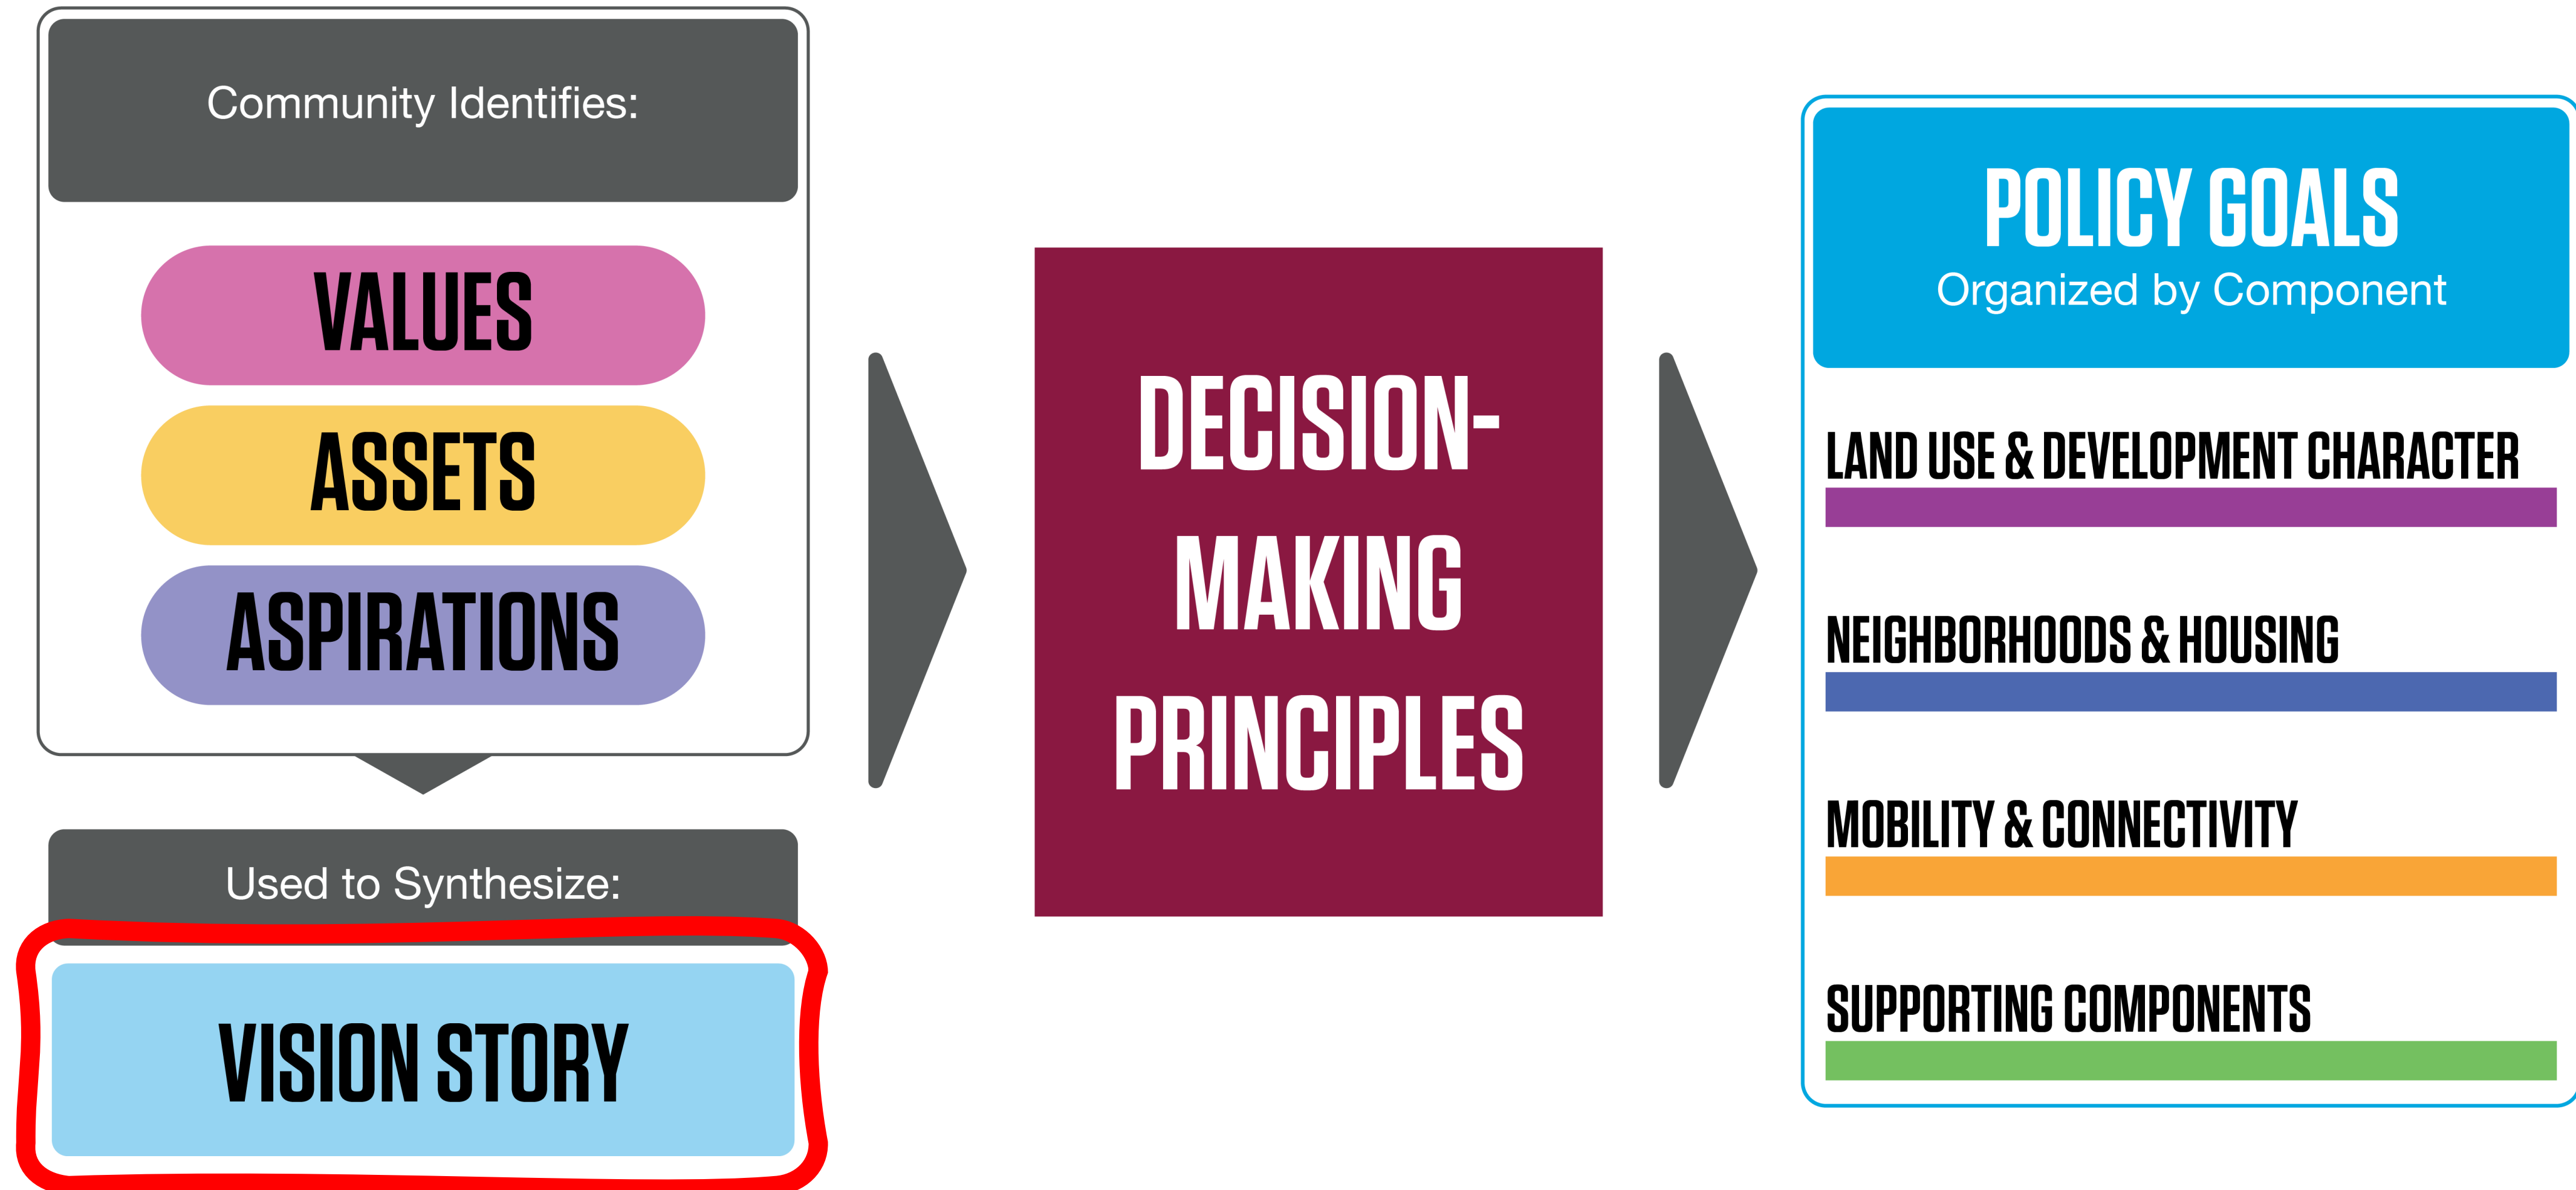 Community Identifies:
VALUES
ASSETS
ASPIRATIONS
Used to Synthesize:
VISION STORY
DECISION-
MAKING
PRINCIPLES
POLICY GOALS
Organized by Component
LAND USE & DEVELOPMENT CHARACTER
NEIGHBORHOODS & HOUSING
MOBILITY & CONNECTIVITY
SUPPORTING COMPONENTS